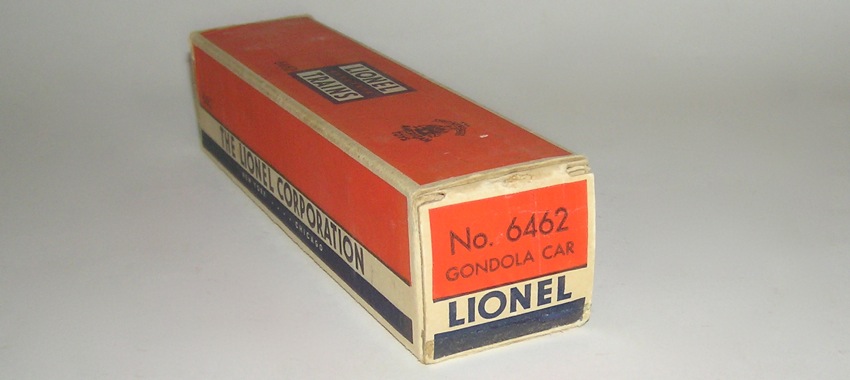 LIONEL
TRAINS
THE LIONEL CORPORATION
NEW YORK . . . . CHICAGO
No. 6462
GONDOLA CAR
LIONEL